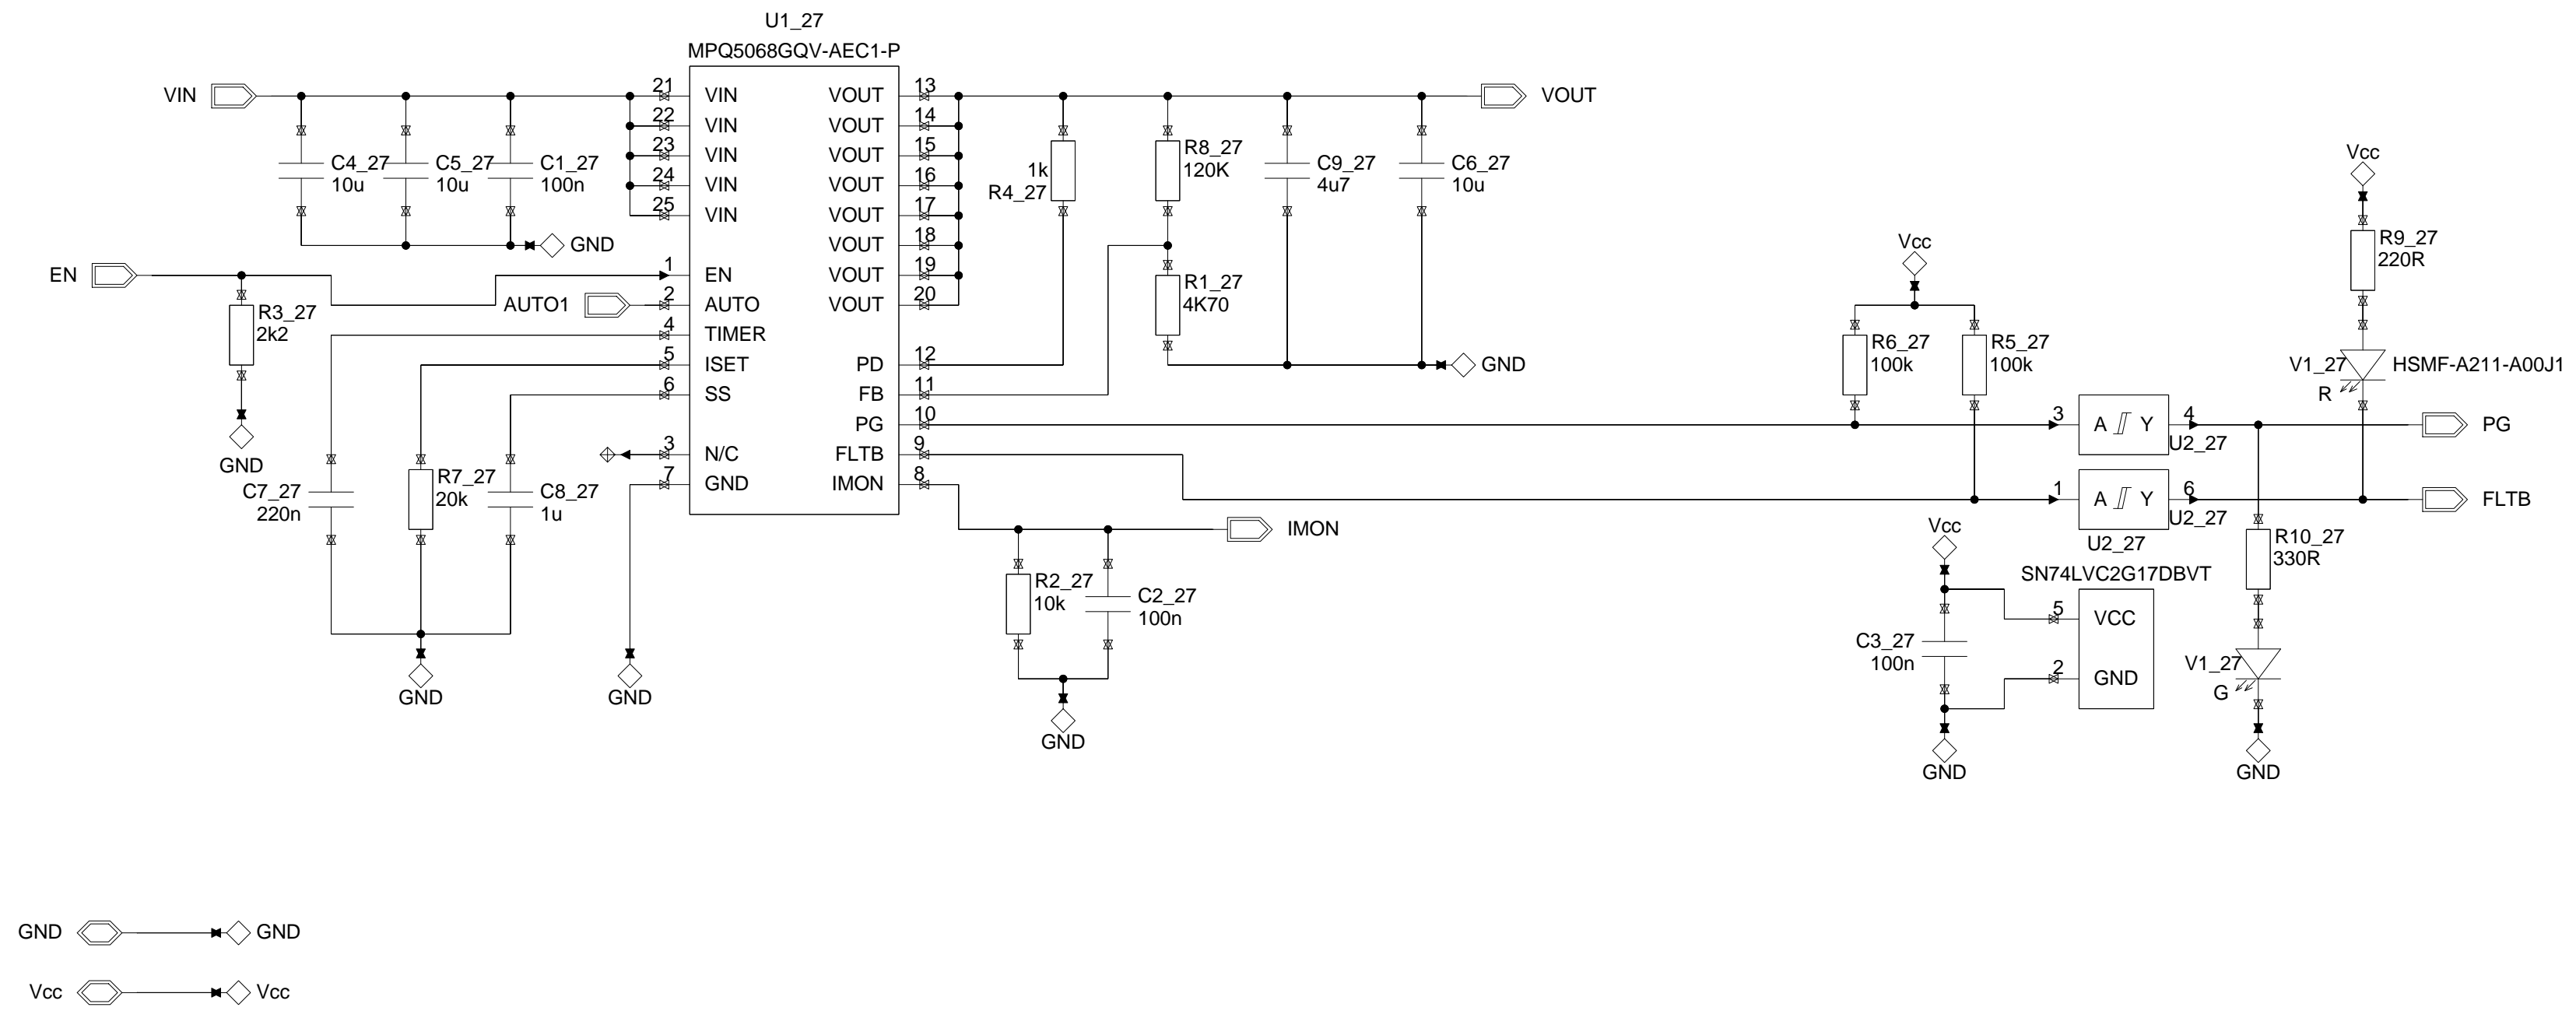 U1_27
MPQ5068GQV-AEC1-P
VIN
21 VIN VOUT 13
22 VIN VOUT 14
23 VIN VOUT 15
24 VIN VOUT 16
25 VIN VOUT 17
VOUT 18
1 EN VOUT 19
2 AUTO VOUT 20
4 TIMER
5 ISET PD 12
6 SS FB 11
PG 10
3 N/C FLTB 9
7 GND IMON 8
C4_27
10u
C5_27
10u
C1_27
100n
GND
EN
AUTO1
R3_27
2k2
GND
C7_27
220n
R7_27
20k
C8_27
1u
GND
GND
VOUT
1k
R4_27
R8_27
120K
C9_27
4u7
C6_27
10u
R1_27
4K70
GND
IMON
R2_27
10k
C2_27
100n
GND
Vcc
R6_27
100k
R5_27
100k
Vcc
R9_27
220R
V1_27
HSMF-A211-A00J1
R
3 A Y 4
U2_27
PG
1 A Y 6
U2_27
FLTB
U2_27
SN74LVC2G17DBVT
Vcc
5 VCC
C3_27
100n
2 GND
GND
R10_27
330R
V1_27
G
GND
GND GND
Vcc Vcc